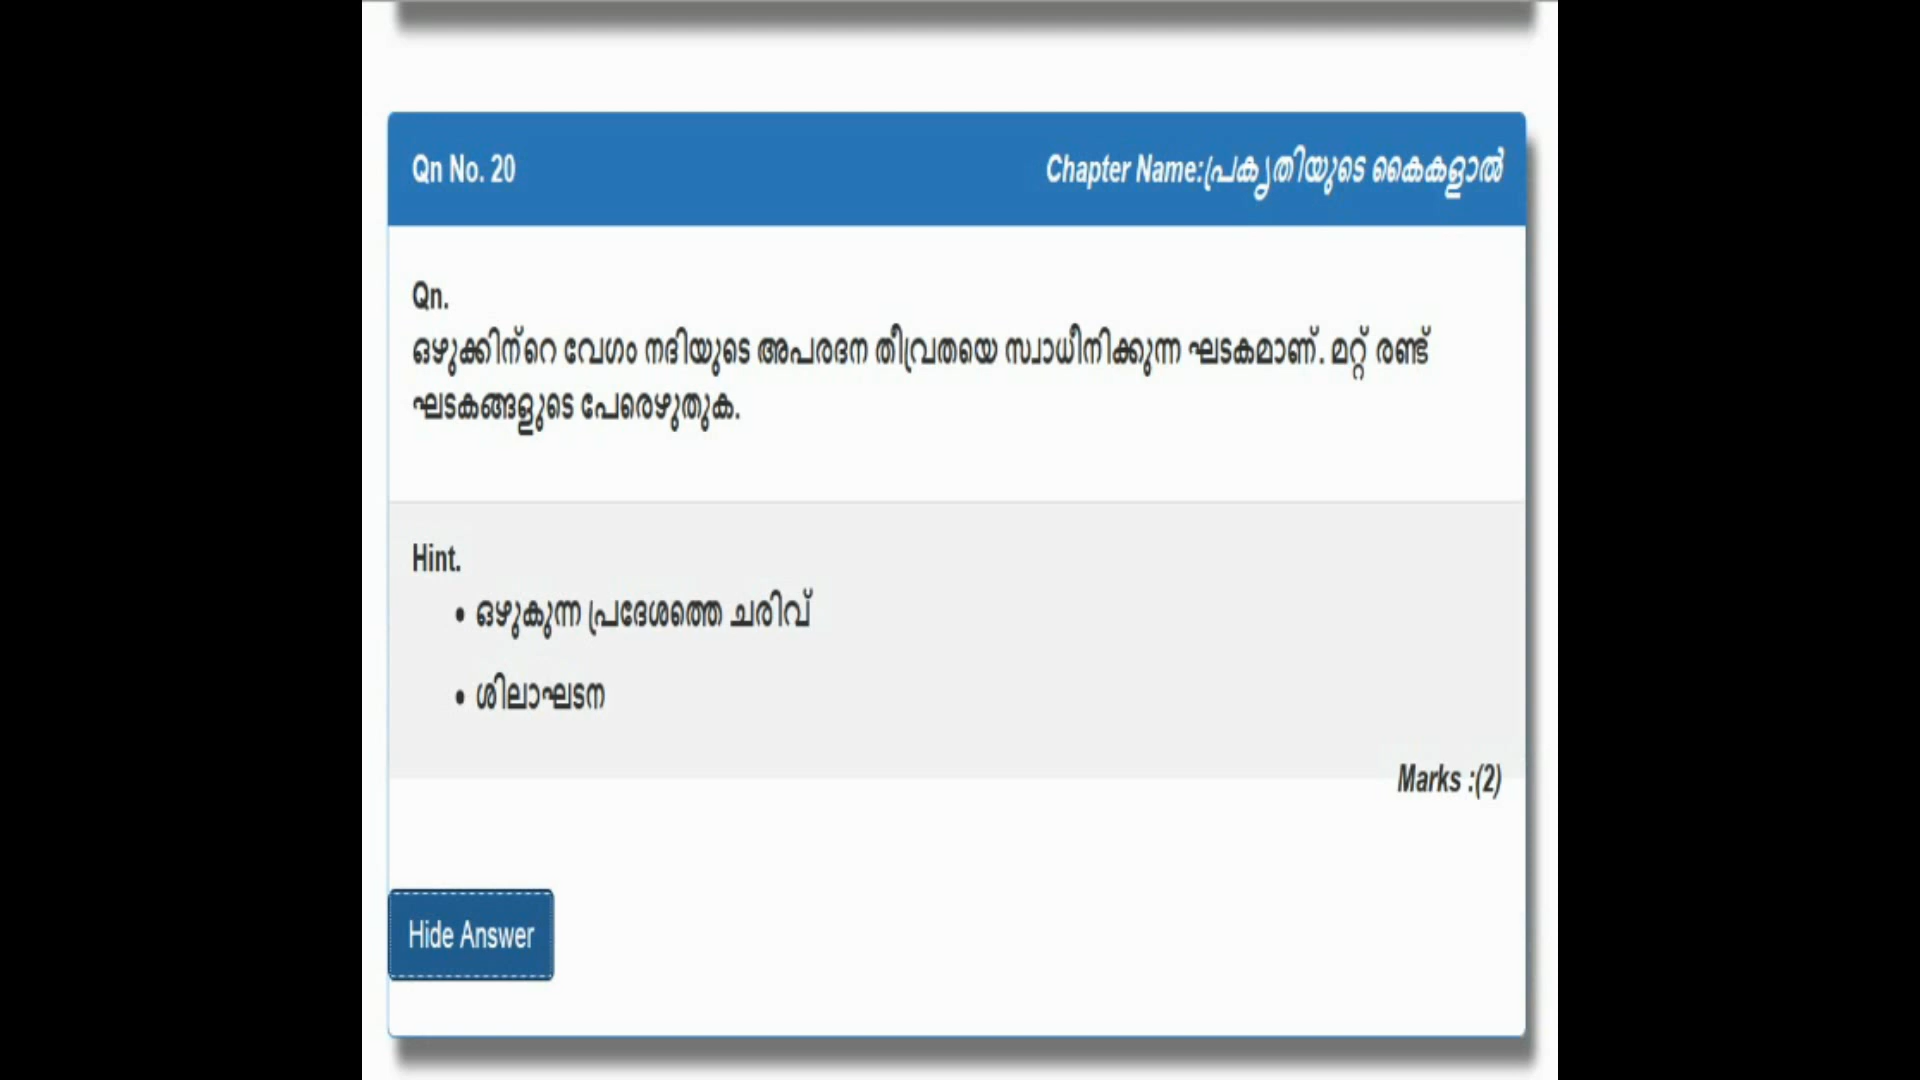 Qn No. 20
Chapter Name:പ്രകൃതിയുടെ കൈകളാൽ
Qn.
ഒഴുക്കിന്റെ വേഗം നദിയുടെ അപരദന തീവ്രതയെ സ്വാധീനിക്കുന്ന ഘടകമാണ്. മറ്റ് രണ്ട്
ഘടകങ്ങളുടെ പേരെഴുതുക.
Hint.
• ഒഴുകുന്ന പ്രദേശത്തെ ചരിവ്
• ശിലാഘടന
Marks :(2)
Hide Answer